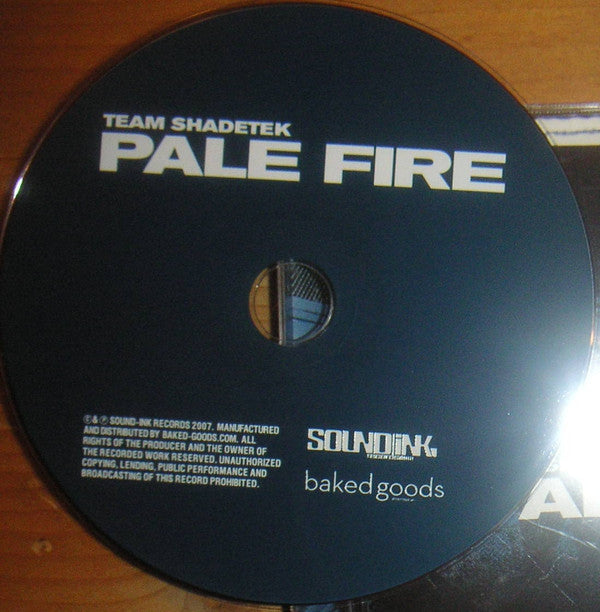 TEAM SHADETEK
PALE FIRE
©& ℗ SOUND-INK RECORDS 2007. MANUFACTURED
AND DISTRIBUTED BY BAKED-GOODS.COM. ALL
RIGHTS OF THE PRODUCER AND THE OWNER OF
THE RECORDED WORK RESERVED. UNAUTHORIZED
COPYING, LENDING, PUBLIC PERFORMANCE AND
BROADCASTING OF THIS RECORD PROHIBITED.
SOUNDINK.
baked goods